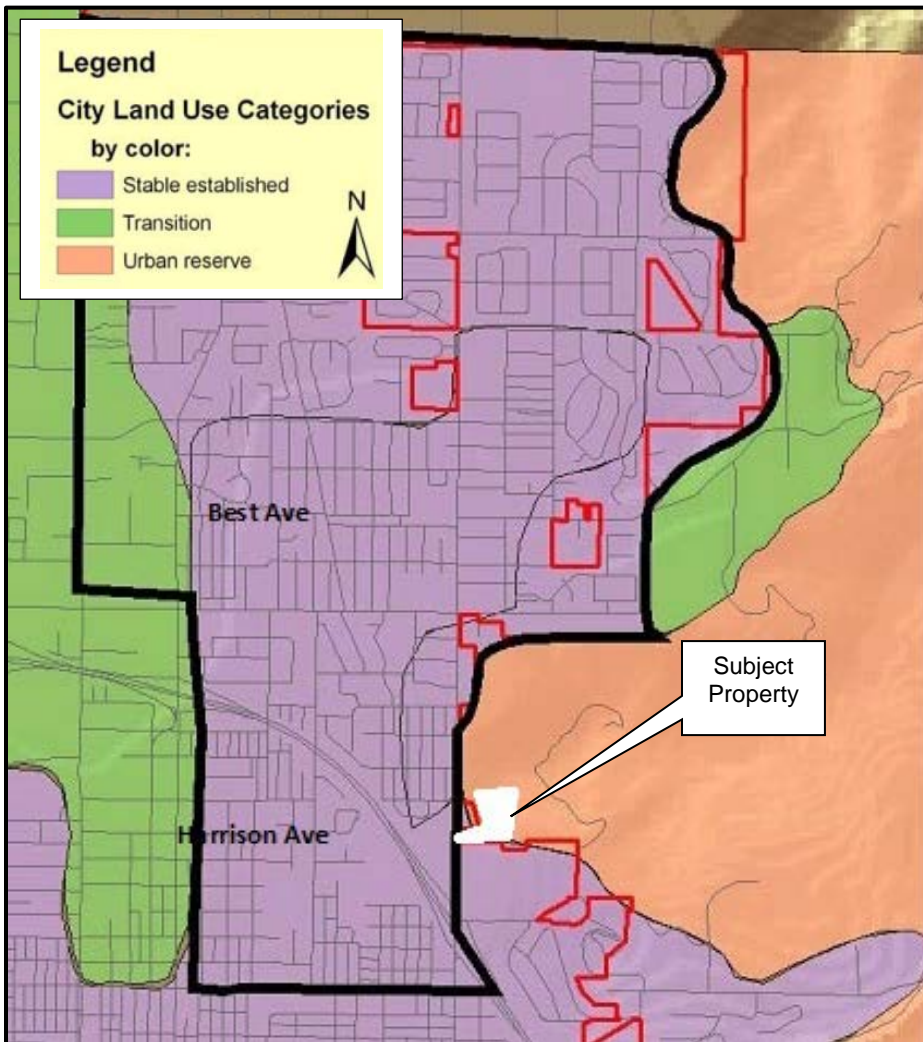 Legend
City Land Use Categories
by color:
Stable established
N
Transition
Urban reserve
Best Ave
Subject
Property
Harrison Ave